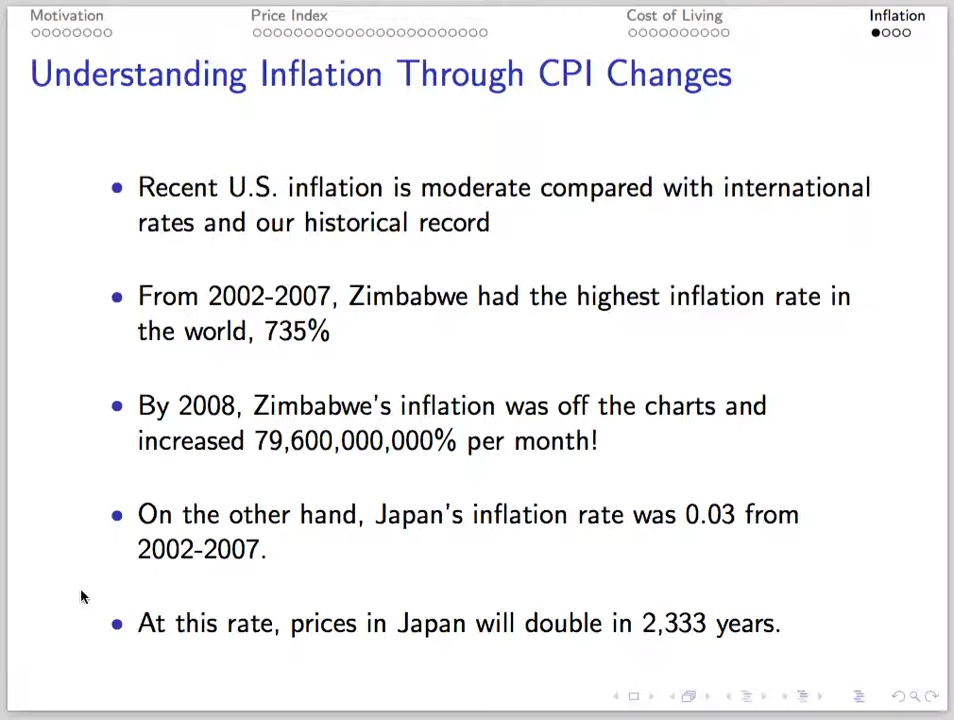 Motivation Price Index Cost of Living Inflation
Understanding Inflation Through CPI Changes
• Recent U.S. inflation is moderate compared with international
rates and our historical record
• From 2002-2007, Zimbabwe had the highest inflation rate in
the world, 735%
• By 2008, Zimbabwe's inflation was off the charts and
increased 79,600,000,000% per month!
• On the other hand, Japan's inflation rate was 0.03 from
2002-2007.
• At this rate, prices in Japan will double in 2,333 years.